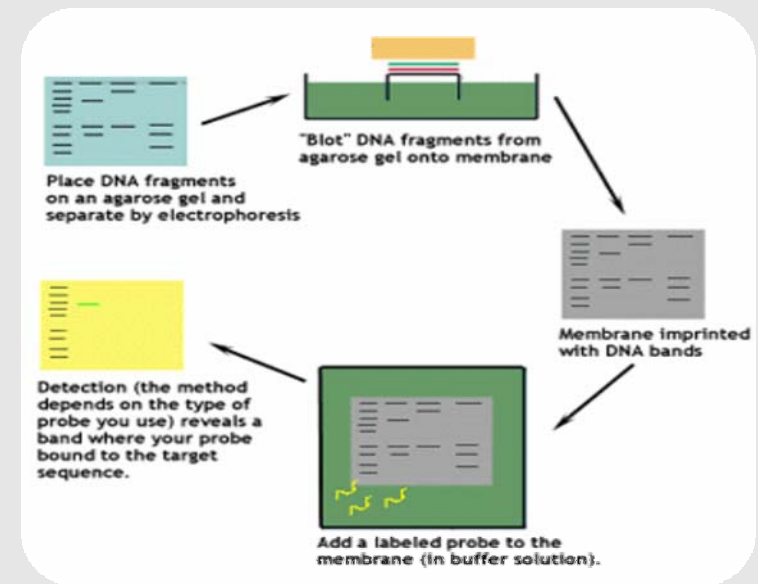 Place DNA fragments
on an agarose gel and
separate by electrophoresis
"Blot" DNA fragments from
agarose gel onto membrane
Membrane imprinted
with DNA bands
Add a labeled probe to the
membrane (in buffer solution).
Detection (the method
depends on the type of
probe you use) reveals a
band where your probe
bound to the target
sequence.